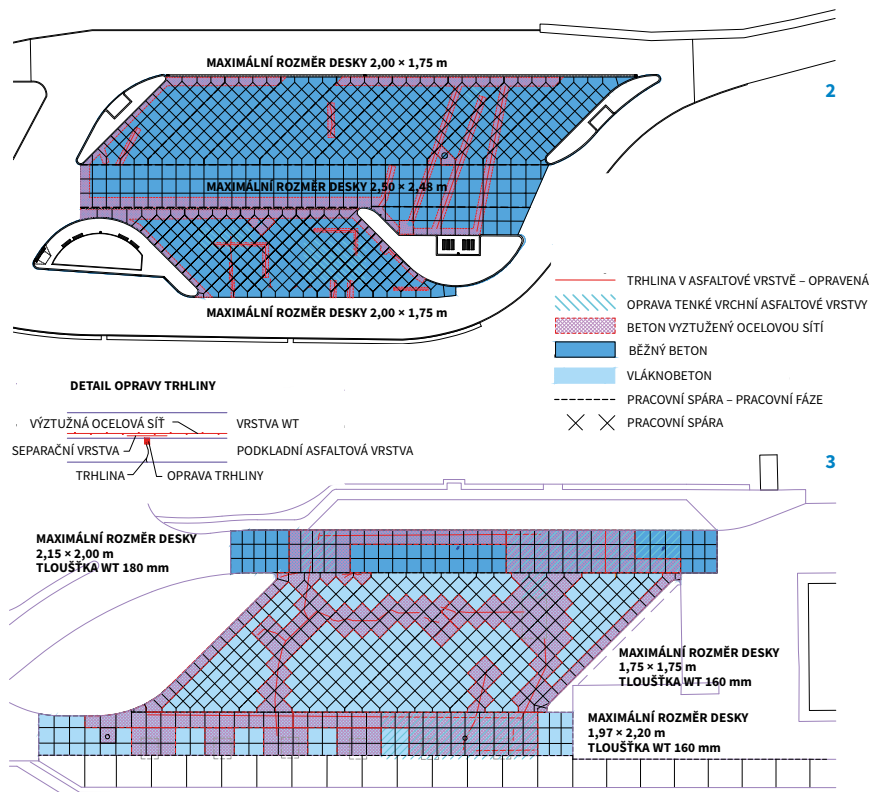 MAXIMÁLNÍ ROZMĚR DESKY 2,00 × 1,75 m
2
MAXIMÁLNÍ ROZMĚR DESKY 2,50 × 2,48 m
MAXIMÁLNÍ ROZMĚR DESKY 2,00 × 1,75 m
TRHLINA V ASFALTOVÉ VRSTVĚ – OPRAVENÁ
OPRAVA TENKÉ VRCHNÍ ASFALTOVÉ VRSTVY
BETON VYZTUŽENÝ OCELOVOU SÍTÍ
BĚŽNÝ BETON
VLÁKNOBETON
PRACOVNÍ SPÁRA – PRACOVNÍ FÁZE
PRACOVNÍ SPÁRA
DETAIL OPRAVY TRHLINY
VÝZTUŽNÁ OCELOVÁ SÍŤ
VRSTVA WT
SEPARAČNÍ VRSTVA
PODKLADNÍ ASFALTOVÁ VRSTVA
TRHLINA
OPRAVA TRHLINY
3
MAXIMÁLNÍ ROZMĚR DESKY
2,15 × 2,00 m
TLOUŠŤKA WT 180 mm
MAXIMÁLNÍ ROZMĚR DESKY
1,75 × 1,75 m
TLOUŠŤKA WT 160 mm
MAXIMÁLNÍ ROZMĚR DESKY
1,97 × 2,20 m
TLOUŠŤKA WT 160 mm